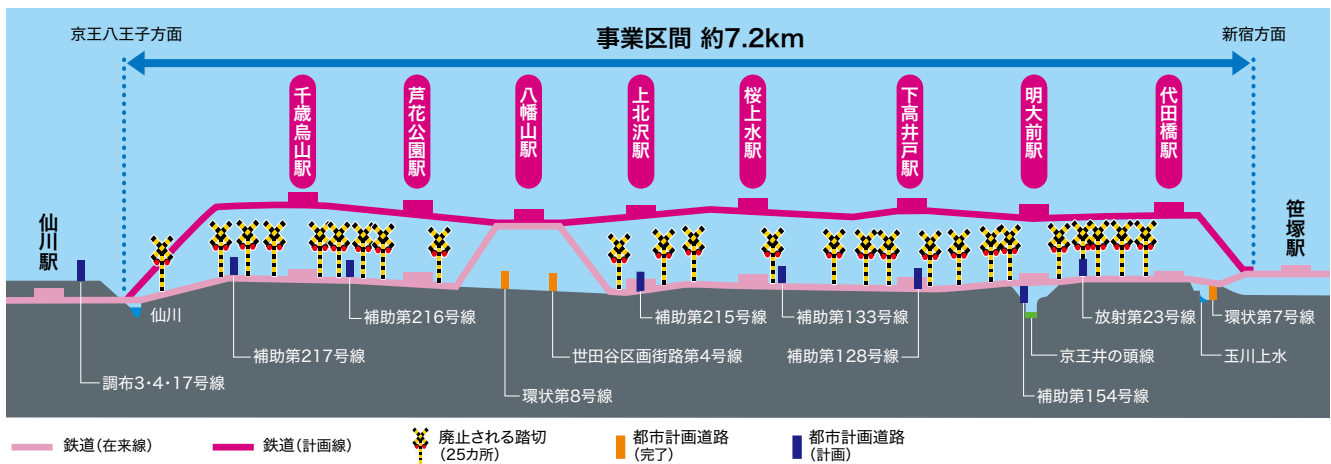 京王八王子方面
事業区間 約7.2km
新宿方面
千歳烏山駅
芦花公園駅
八幡山駅
上北沢駅
桜上水駅
下高井戸駅
明大前駅
代田橋駅
仙川駅
笹塚駅
仙川
補助第216号線
補助第215号線
補助第133号線
放射第23号線
環状第7号線
補助第217号線
世田谷区画街路第4号線
補助第128号線
京王井の頭線
玉川上水
調布3・4・17号線
環状第8号線
補助第154号線
鉄道(在来線)
鉄道(計画線)
廃止される踏切
(25カ所)
都市計画道路
(完了)
都市計画道路
(計画)